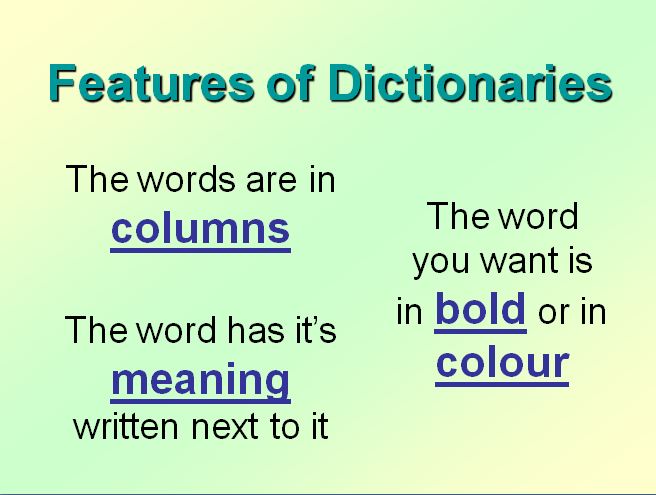 Features of Dictionaries
The words are in
columns
The word has it’s
meaning
written next to it
The word
you want is
in bold or in
colour